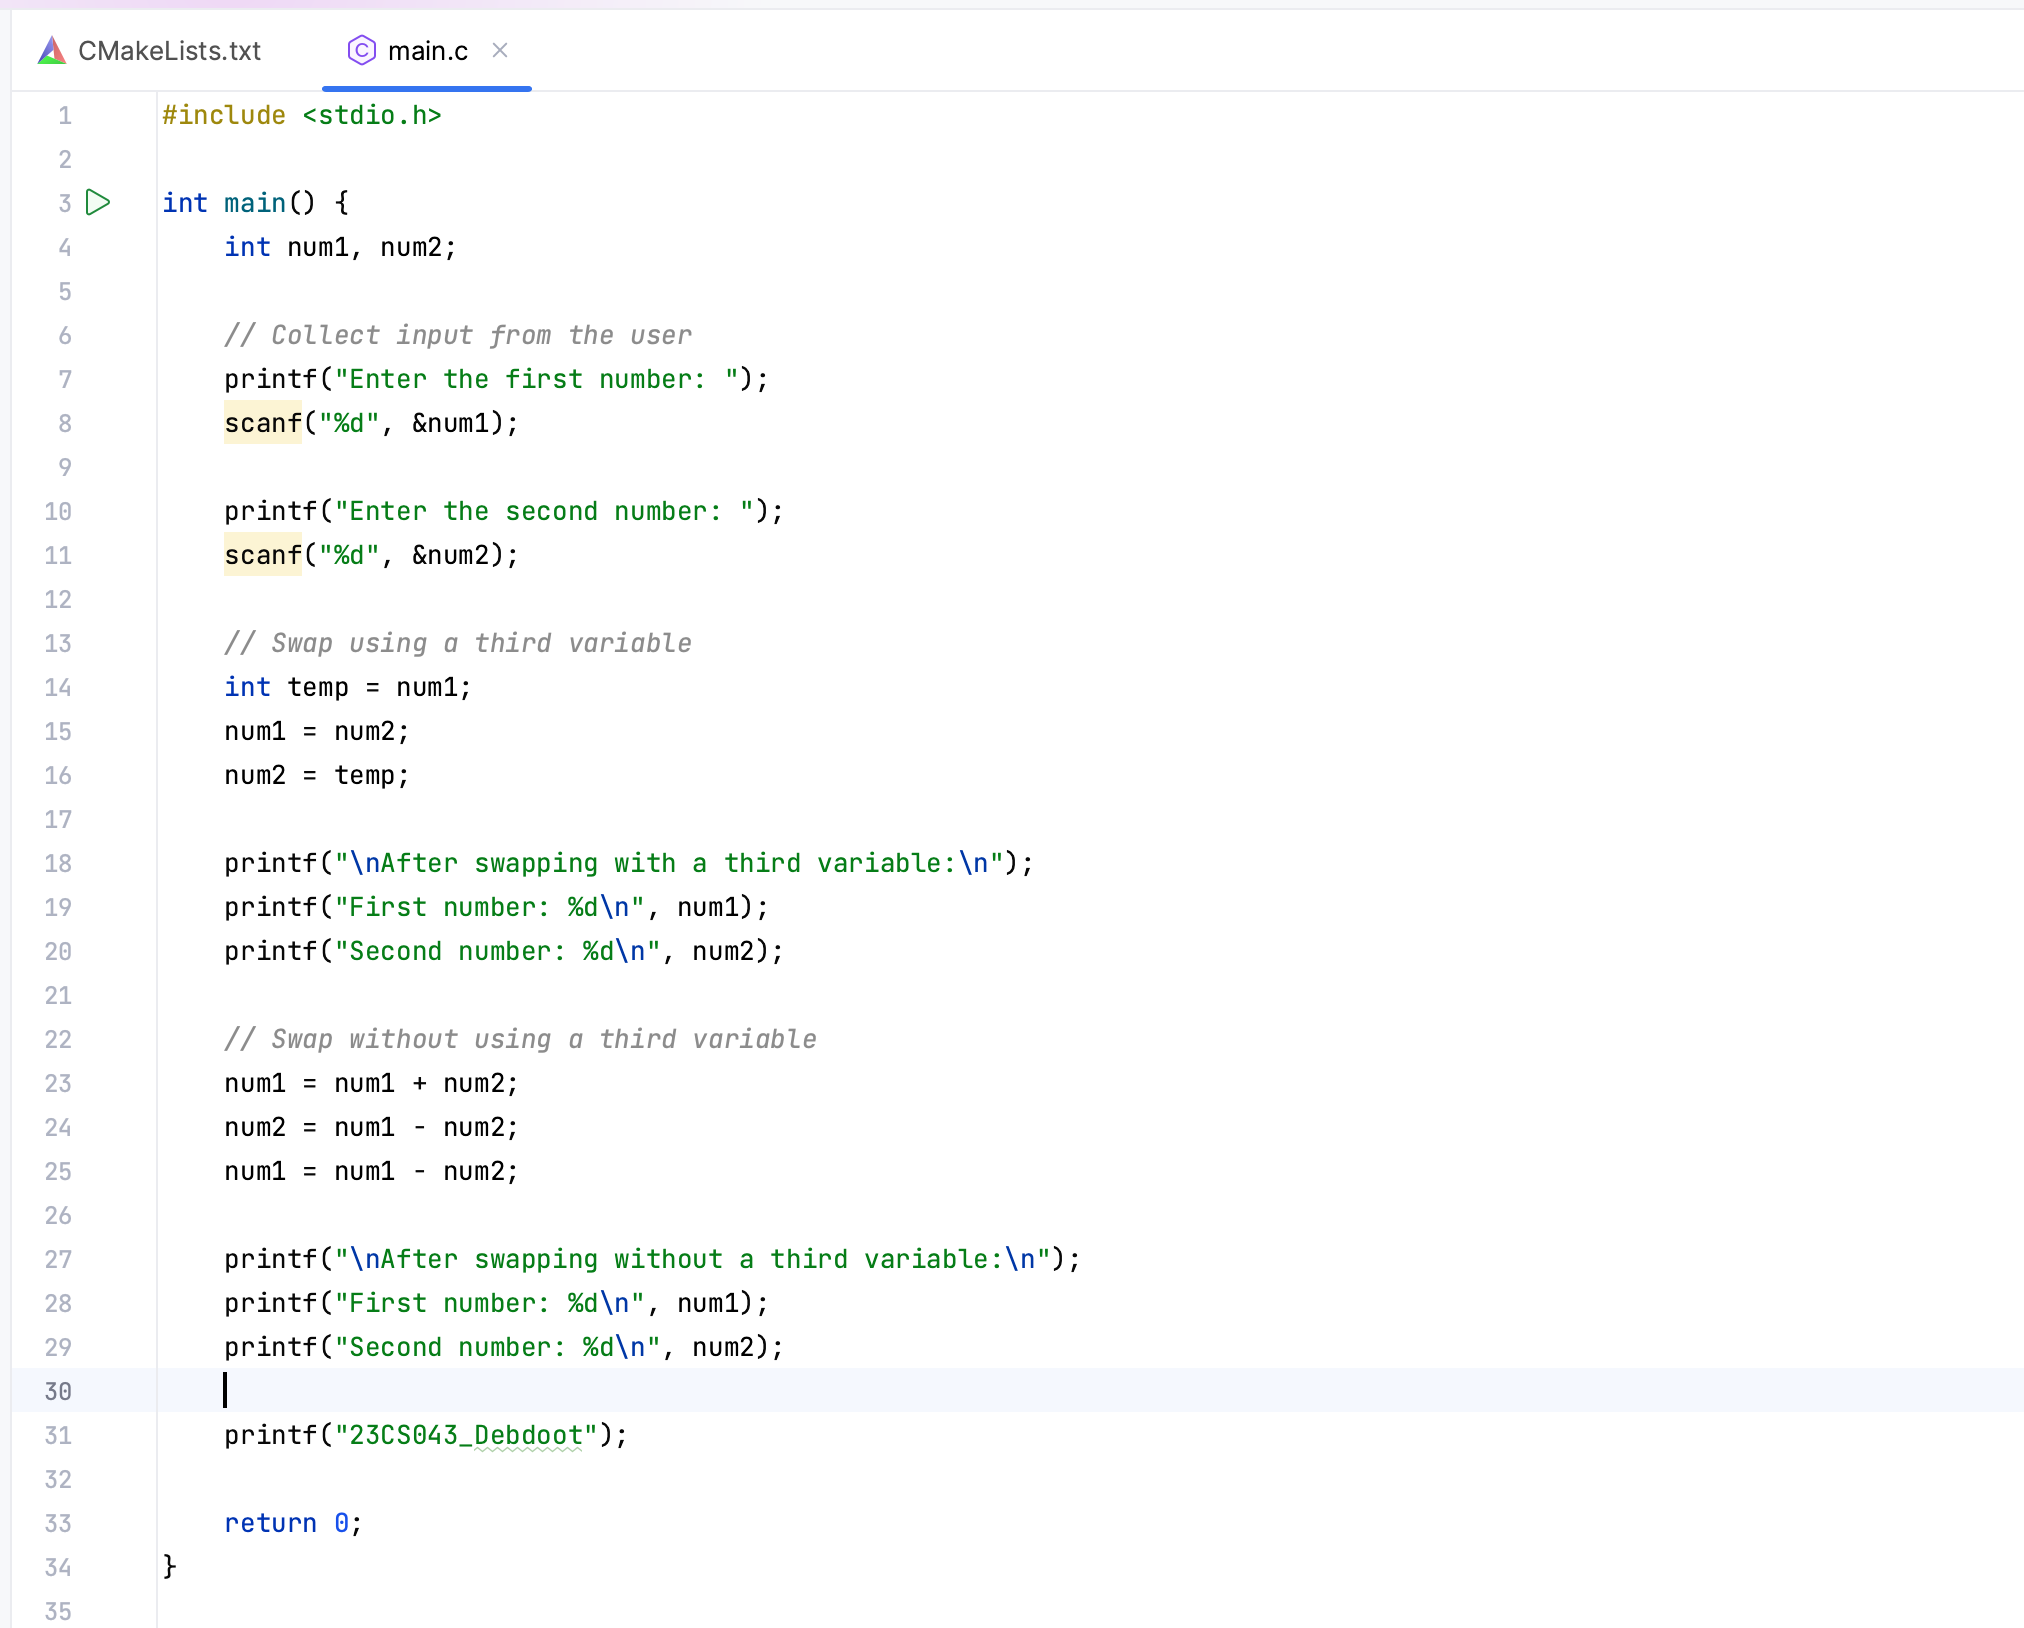 CMakeLists.txt main.c
1 #include <stdio.h>
2
3 int main() {
4     int num1, num2;
5
6     // Collect input from the user
7     printf("Enter the first number: ");
8     scanf("%d", &num1);
9
10     printf("Enter the second number: ");
11     scanf("%d", &num2);
12
13     // Swap using a third variable
14     int temp = num1;
15     num1 = num2;
16     num2 = temp;
17
18     printf("\nAfter swapping with a third variable:\n");
19     printf("First number: %d\n", num1);
20     printf("Second number: %d\n", num2);
21
22     // Swap without using a third variable
23     num1 = num1 + num2;
24     num2 = num1 - num2;
25     num1 = num1 - num2;
26
27     printf("\nAfter swapping without a third variable:\n");
28     printf("First number: %d\n", num1);
29     printf("Second number: %d\n", num2);
30
31     printf("23CS043_Debdoot");
32
33     return 0;
34 }
35